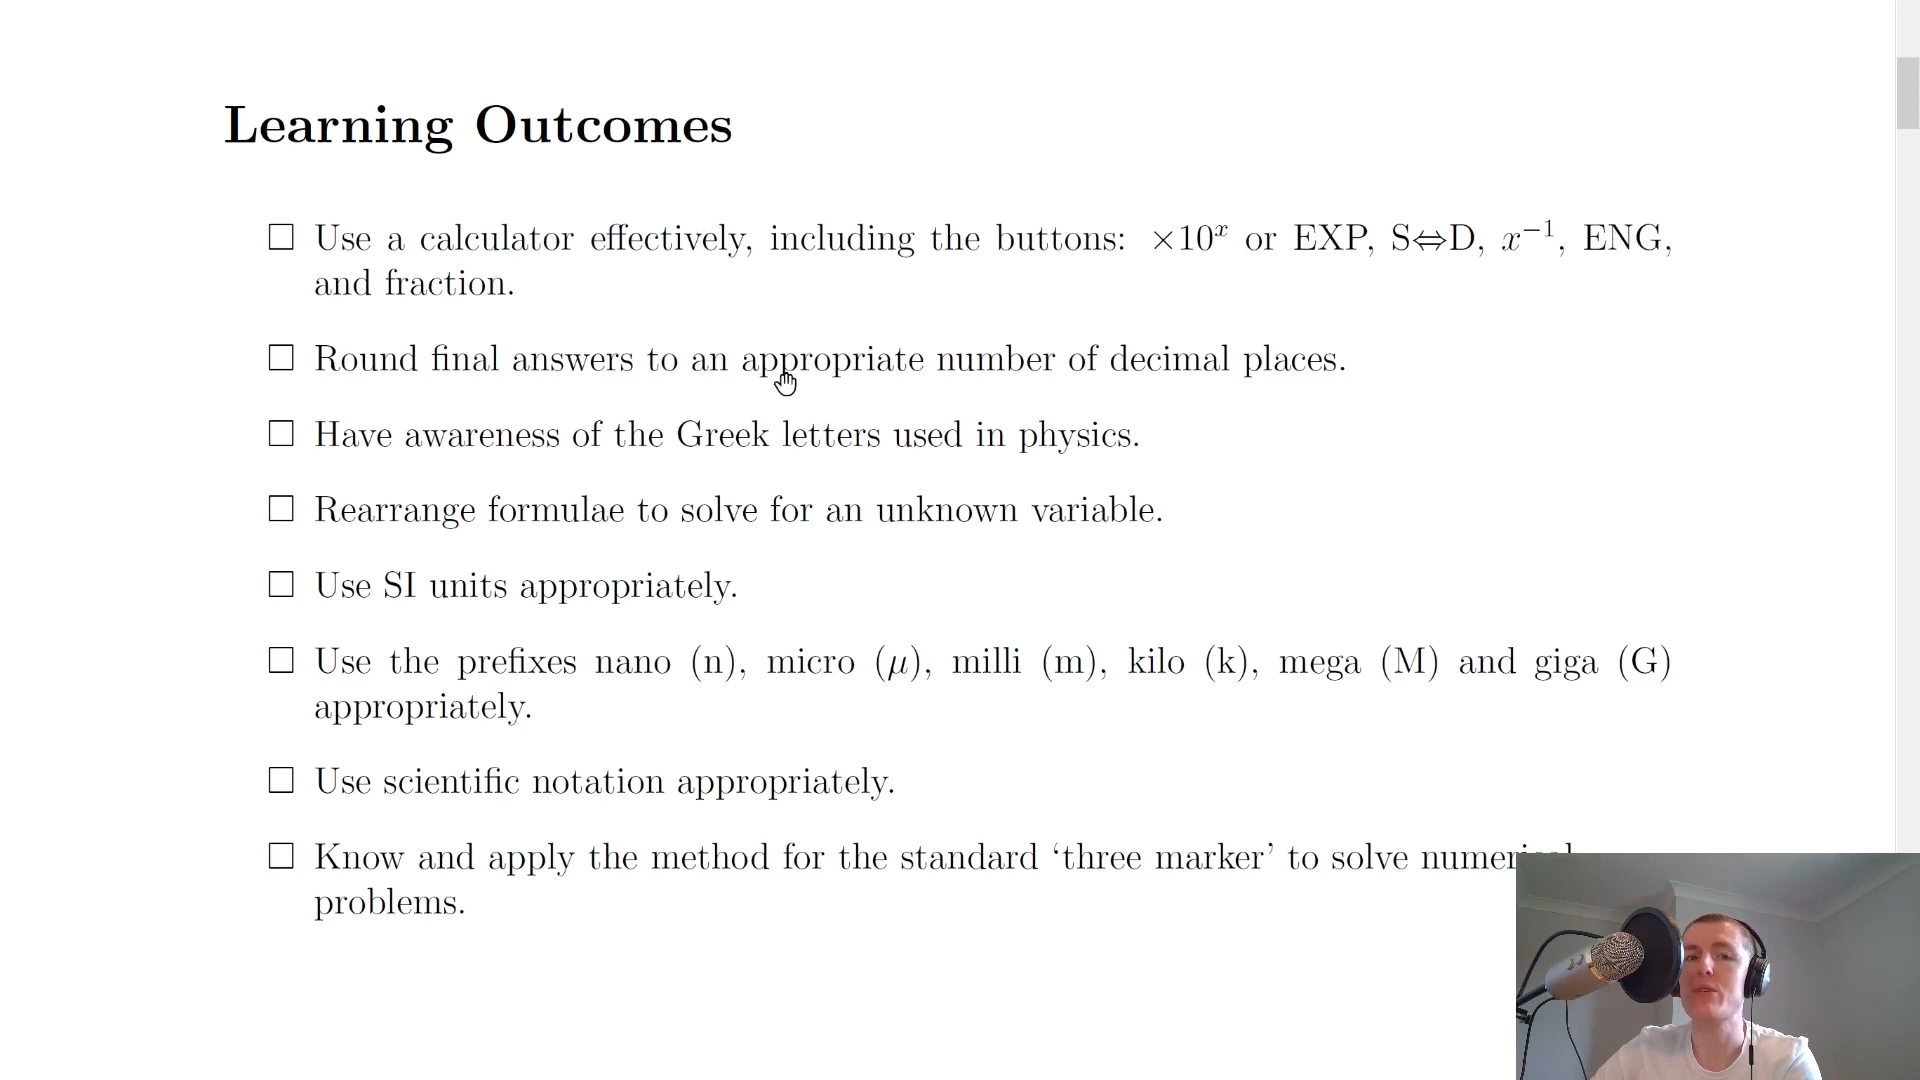 Learning Outcomes
☐ Use a calculator effectively, including the buttons: ×10ˣ or EXP, S⇔D, x⁻¹, ENG,
and fraction.
☐ Round final answers to an appropriate number of decimal places.
☐ Have awareness of the Greek letters used in physics.
☐ Rearrange formulae to solve for an unknown variable.
☐ Use SI units appropriately.
☐ Use the prefixes nano (n), micro (μ), milli (m), kilo (k), mega (M) and giga (G)
appropriately.
☐ Use scientific notation appropriately.
☐ Know and apply the method for the standard ‘three marker’ to solve numerical
problems.